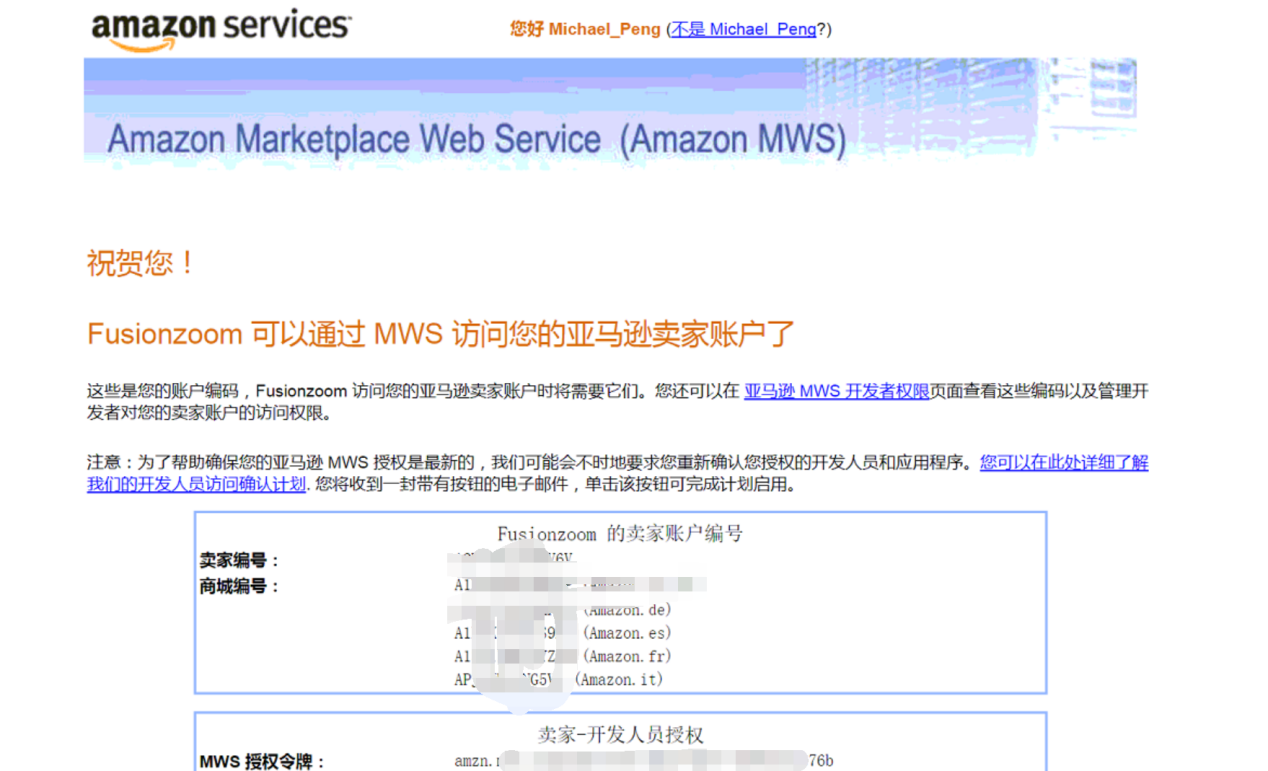 amazon services
您好 Michael_Peng (不是 Michael_Peng?)
Amazon Marketplace Web Service (Amazon MWS)
祝贺您！
Fusionzoom 可以通过 MWS 访问您的亚马逊卖家账户了
这些是您的账户编码，Fusionzoom 访问您的亚马逊卖家账户时将需要它们。您还可以在 亚马逊 MWS 开发者权限页面查看这些编码以及管理开
发者对您的卖家账户的访问权限。
注意：为了帮助确保您的亚马逊 MWS 授权是最新的，我们可能会不时地要求您重新确认您授权的开发人员和应用程序。您可以在此处详细了解
我们的开发人员访问确认计划. 您将收到一封带有按钮的电子邮件，单击该按钮可完成计划启用。
Fusionzoom 的卖家账户编号
卖家编号：
商城编号： A1
(Amazon.de)
A1 (Amazon.es)
A1 (Amazon.fr)
(Amazon.it)
卖家-开发人员授权
MWS 授权令牌： amzn. 76b